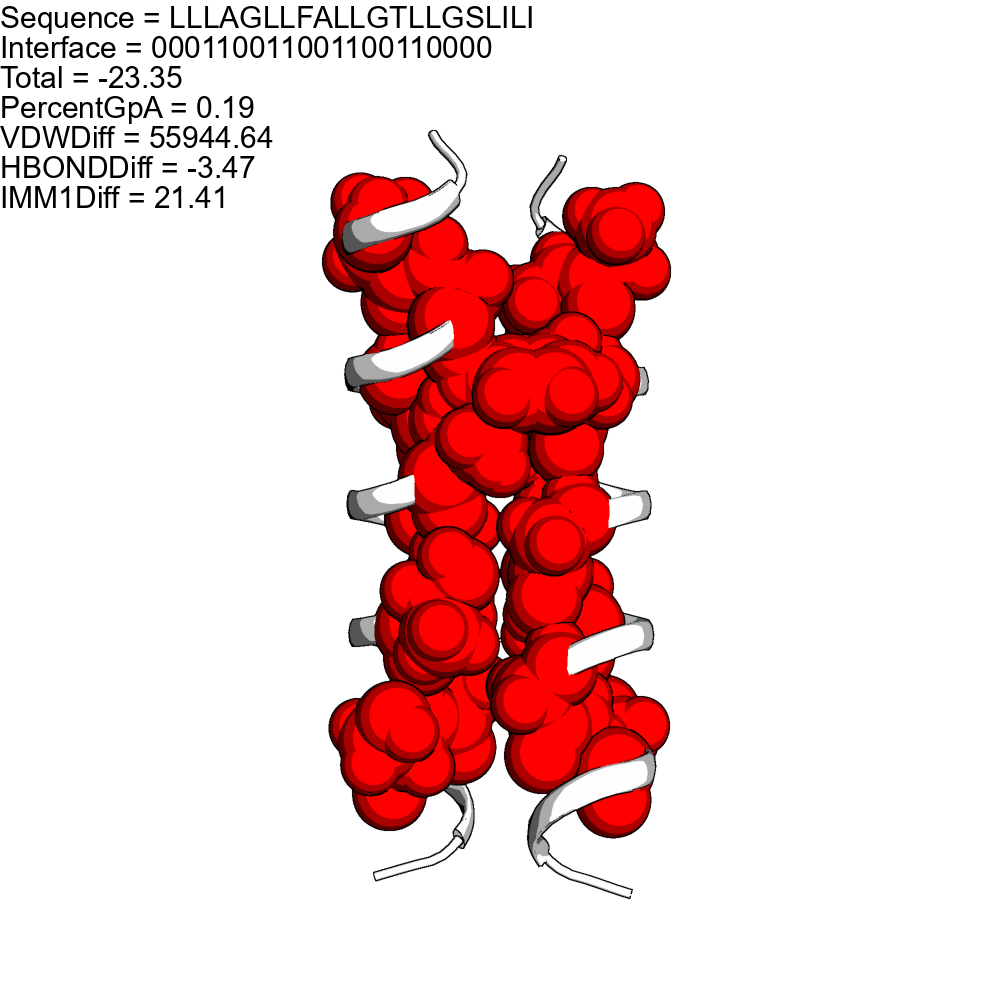 Sequence = LLLAGLLFALLGTLLGSLILI
Interface = 000110011001100110000
Total = -23.35
PercentGpA = 0.19
VDWDiff = 55944.64
HBONDDiff = -3.47
IMM1Diff = 21.41